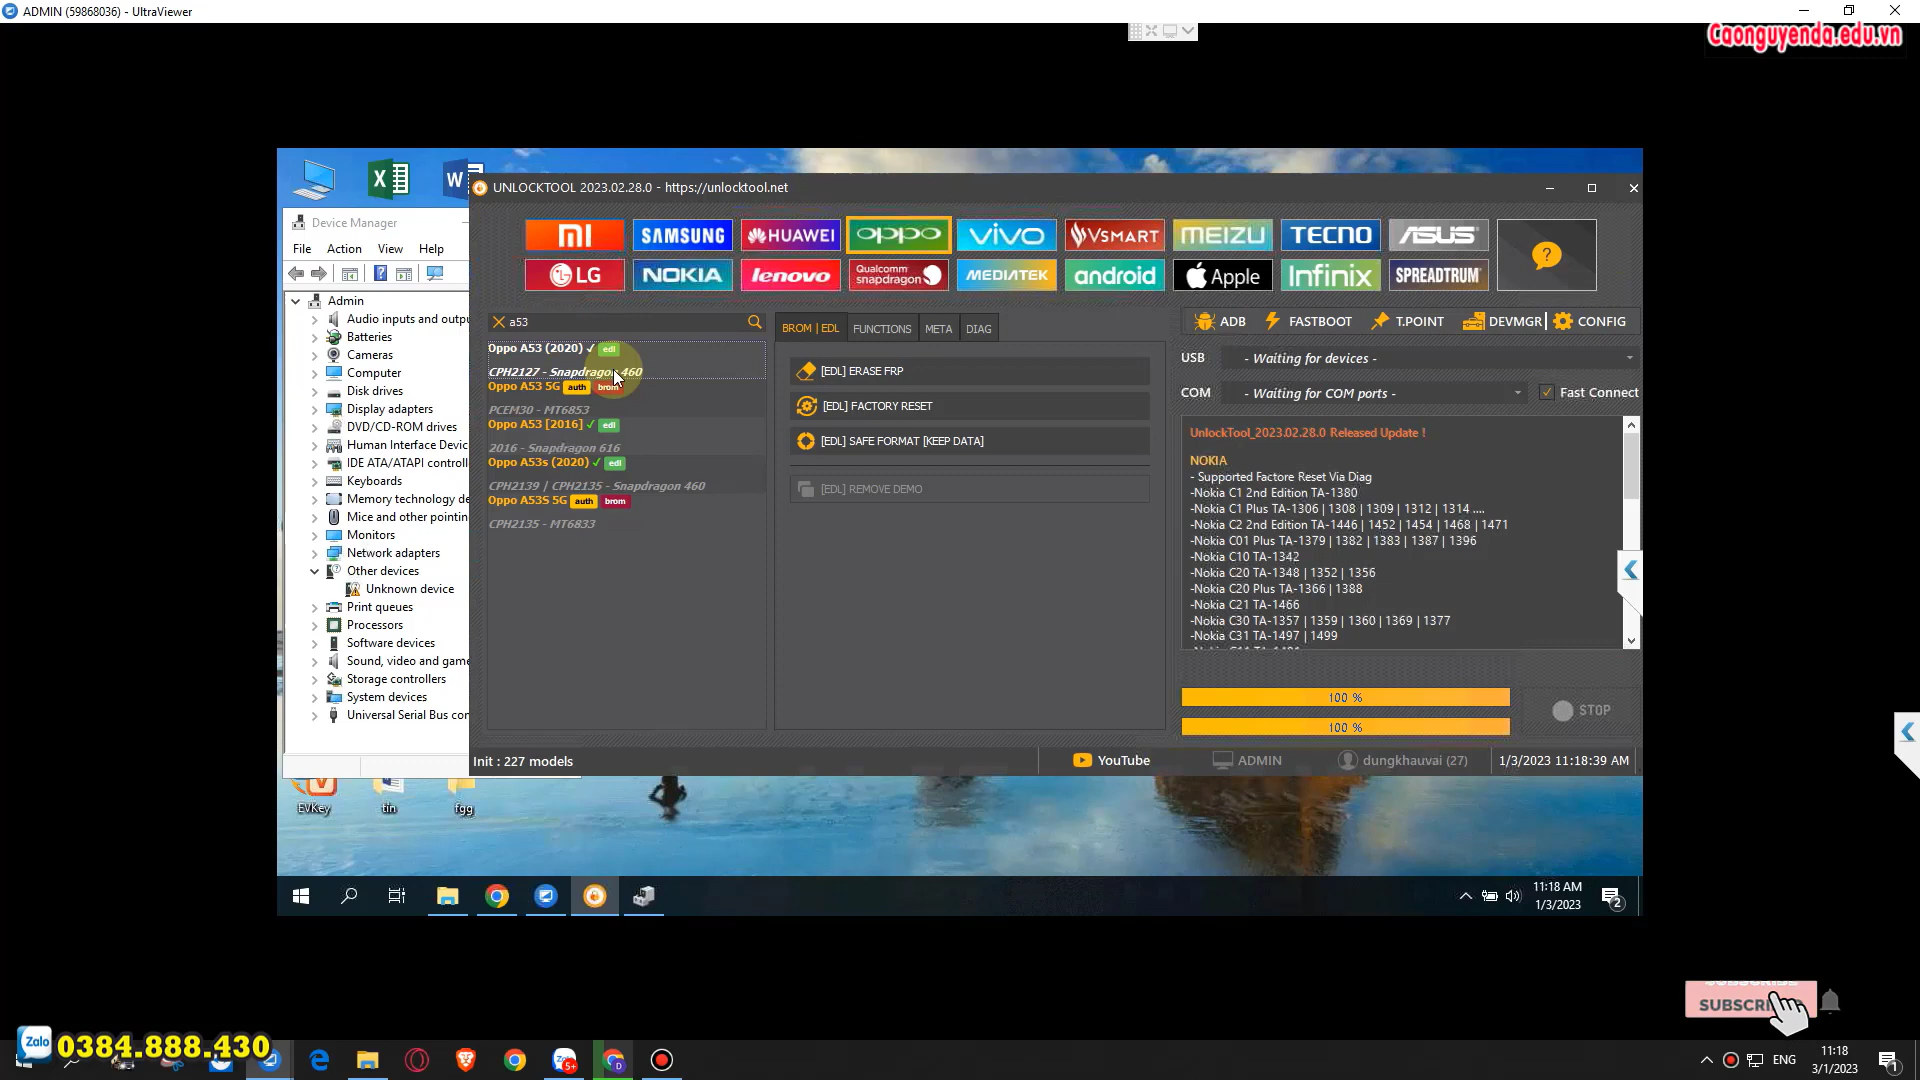 ADMIN (59868036) - UltraViewer
Caonguyenda.edu.vn
UNLOCKTOOL 2023.02.28.0 - https://unlocktool.net
Device Manager
File Action View Help
Admin
Audio inputs and outpu
Batteries
Cameras
Computer
Disk drives
Display adapters
DVD/CD-ROM drives
Human Interface Devic
IDE ATA/ATAPI controll
Keyboards
Memory technology de
Mice and other pointin
Monitors
Network adapters
Other devices
Unknown device
Print queues
Processors
Software devices
Sound, video and game
Storage controllers
System devices
Universal Serial Bus con
MI SAMSUNG HUAWEI oppo vivo VSMART MEIZU TECNO ASUS
LG NOKIA lenovo Qualcomm snapdragon MEDIATEK android Apple Infinix SPREADTRUM
a53
Oppo A53 (2020) edl
CPH2127 - Snapdragon 460
Oppo A53 5G auth brom
PCEM30 - MT6853
Oppo A53 [2016] edl
2016 - Snapdragon 616
Oppo A53s (2020) edl
CPH2139 | CPH2135 - Snapdragon 460
Oppo A53S 5G auth brom
CPH2135 - MT6833
BROM | EDL FUNCTIONS META DIAG
[EDL] ERASE FRP
[EDL] FACTORY RESET
[EDL] SAFE FORMAT [KEEP DATA]
[EDL] REMOVE DEMO
ADB FASTBOOT T.POINT DEVMGR CONFIG
USB - Waiting for devices -
COM - Waiting for COM ports - Fast Connect
UnlockTool_2023.02.28.0 Released Update !
NOKIA
- Supported Factore Reset Via Diag
-Nokia C1 2nd Edition TA-1380
-Nokia C1 Plus TA-1306 | 1308 | 1309 | 1312 | 1314 ....
-Nokia C2 2nd Edition TA-1446 | 1452 | 1454 | 1468 | 1471
-Nokia C01 Plus TA-1379 | 1382 | 1383 | 1387 | 1396
-Nokia C10 TA-1342
-Nokia C20 TA-1348 | 1352 | 1356
-Nokia C20 Plus TA-1366 | 1388
-Nokia C21 TA-1466
-Nokia C30 TA-1357 | 1359 | 1360 | 1369 | 1377
-Nokia C31 TA-1497 | 1499
100 %
100 %
STOP
Init : 227 models
YouTube ADMIN dungkhauvai (27) 1/3/2023 11:18:39 AM
EVKey tin fgg
11:18 AM
1/3/2023
2
Zalo 0384.888.430
ENG
11:18
3/1/2023
1